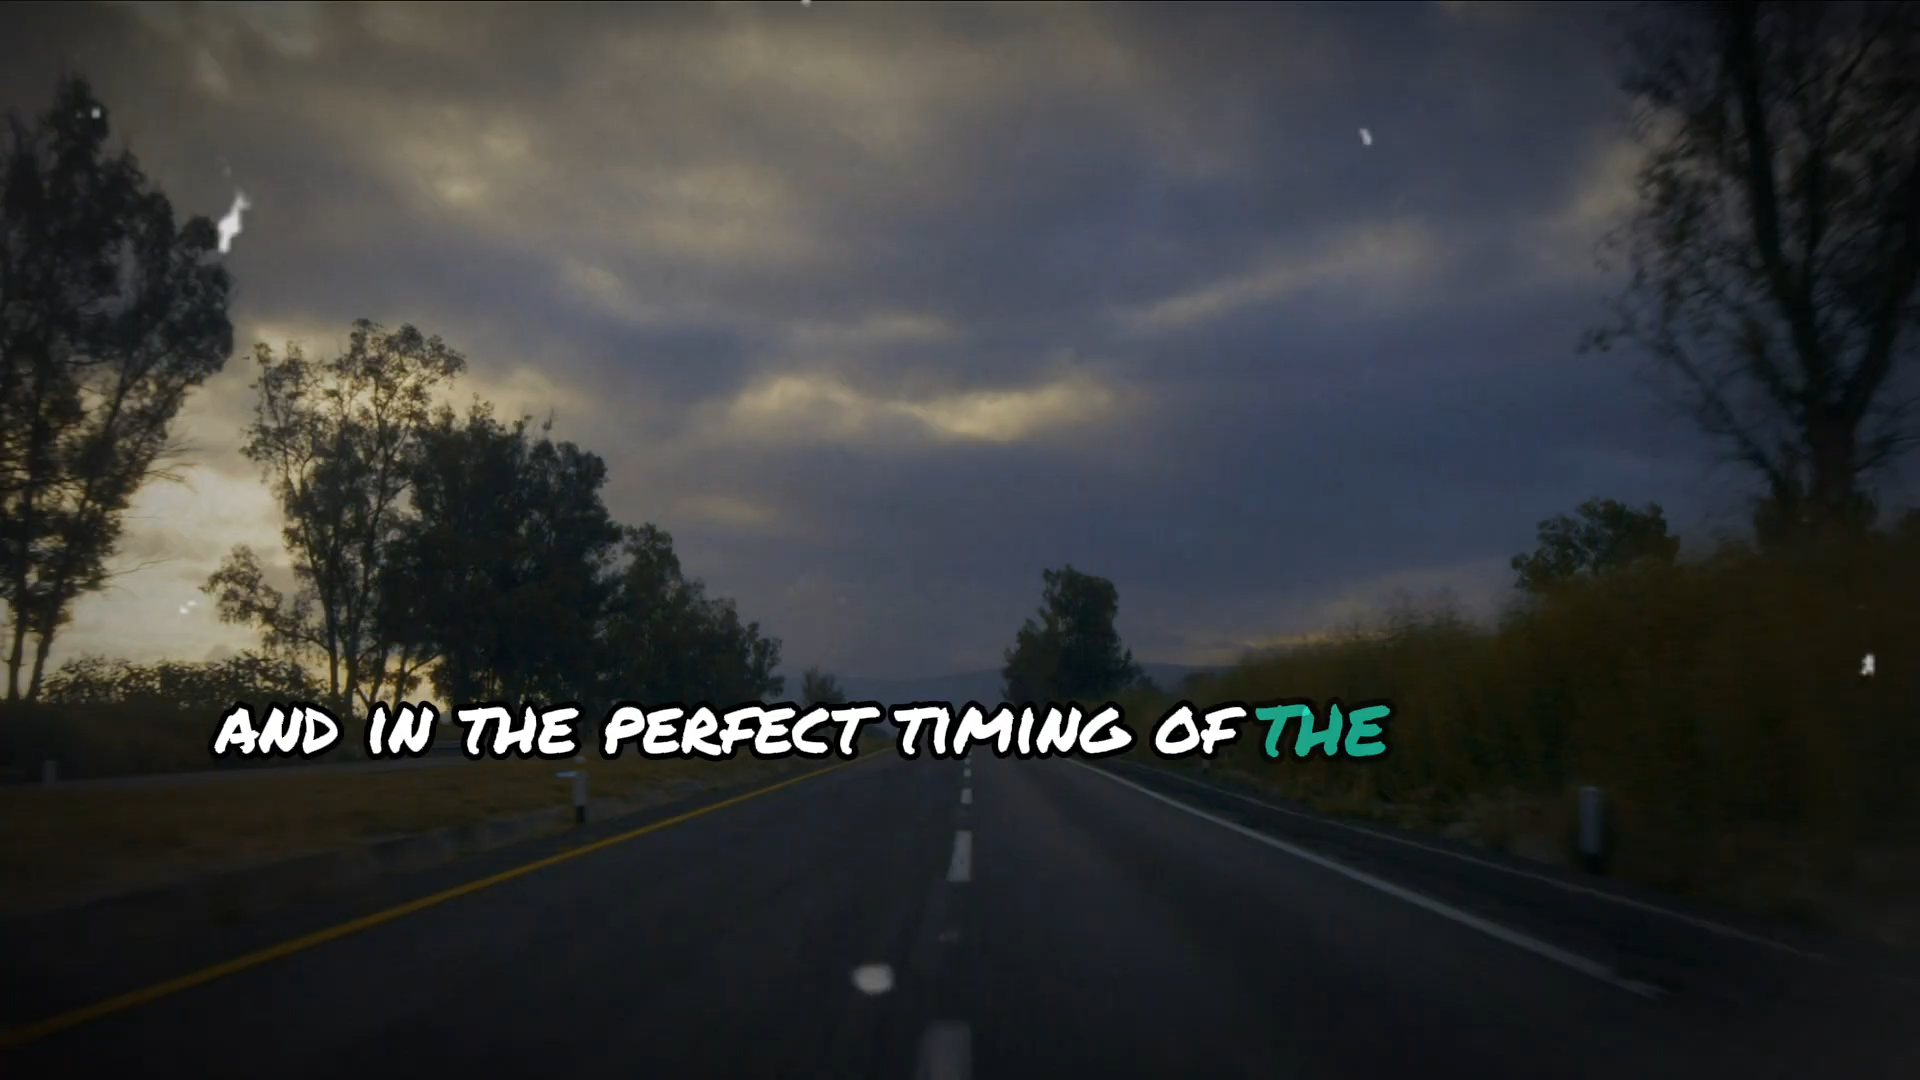 AND IN THE PERFECT TIMING OF THE